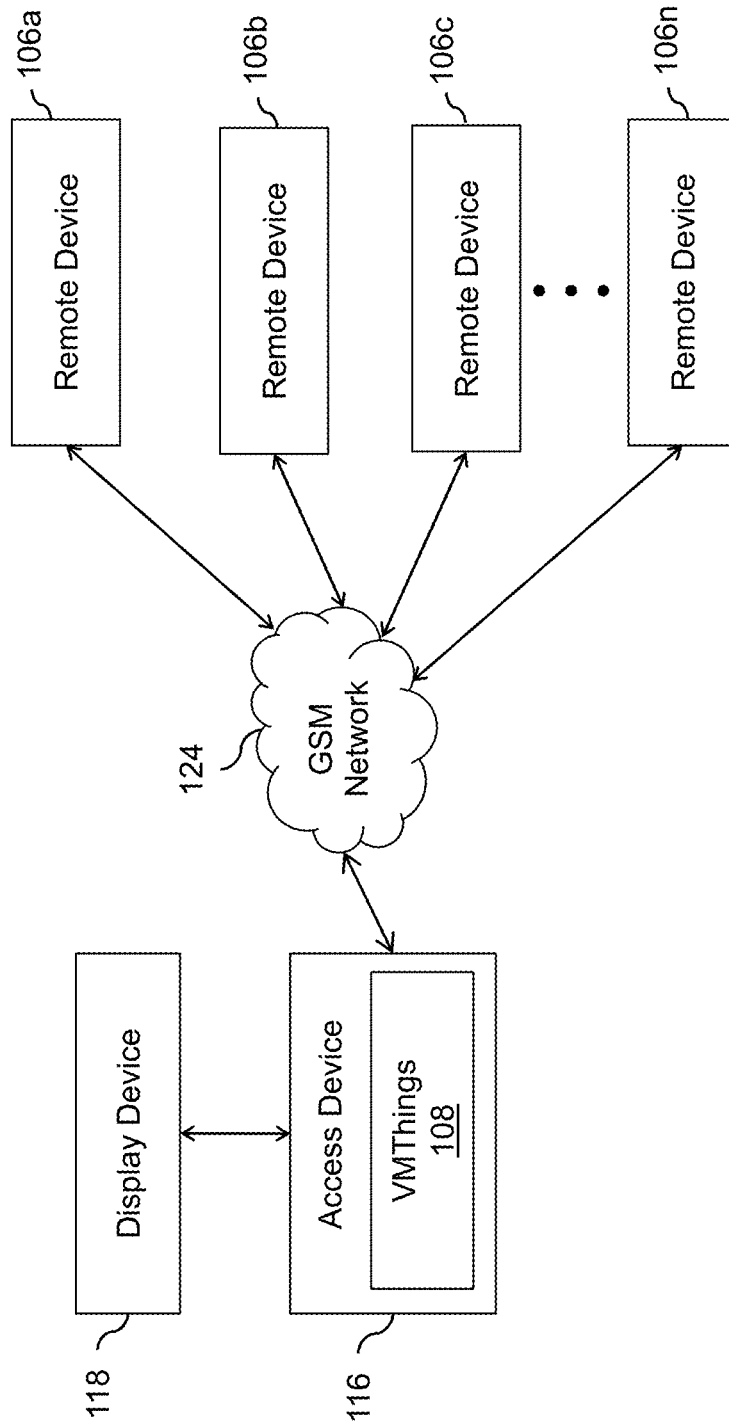 118
Display Device
116
Access Device
VMThings
108
124
GSM
Network
Remote Device
106a
Remote Device
106b
Remote Device
106c
Remote Device
106n